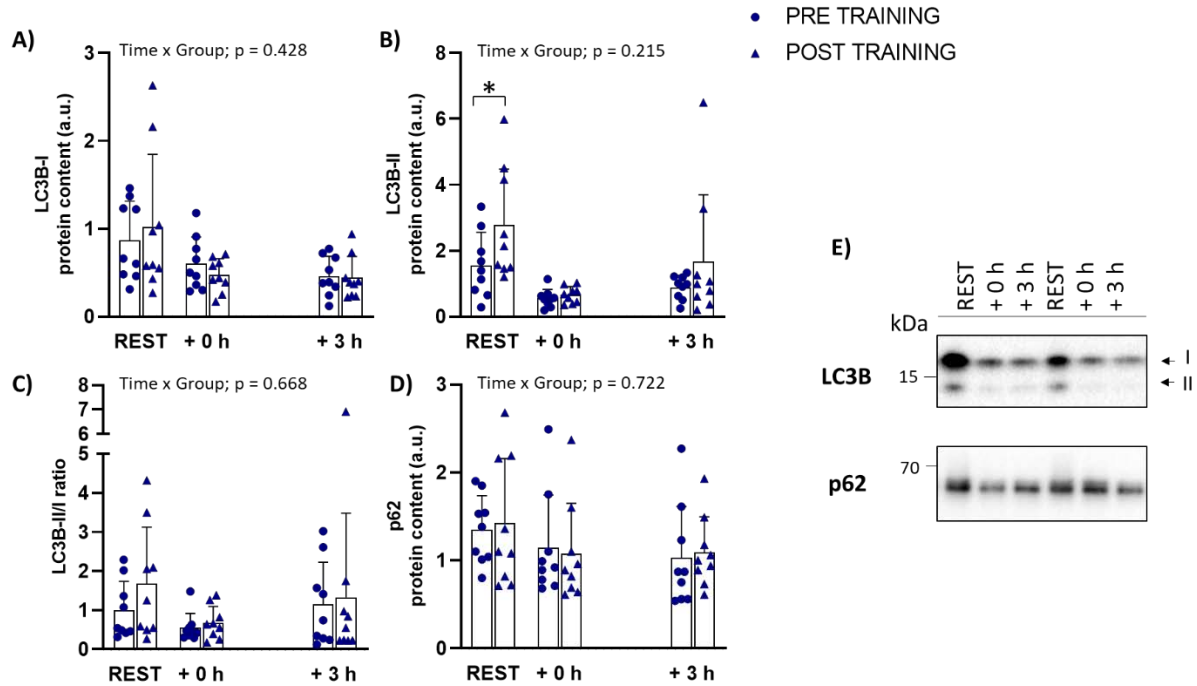 PRE TRAINING
POST TRAINING
A)
Time x Group; p = 0.428
LC3B-I
protein content (a.u.)
3
2
1
0
REST + 0 h + 3 h
B)
Time x Group; p = 0.215
LC3B-II
protein content (a.u.)
8
6
4
2
0
*
REST + 0 h + 3 h
C)
Time x Group; p = 0.668
LC3B-II/I ratio
8
7
6
5
4
3
2
1
0
REST + 0 h + 3 h
D)
Time x Group; p = 0.722
p62
protein content (a.u.)
3
2
1
0
REST + 0 h + 3 h
E)
REST + 0 h + 3 h REST + 0 h + 3 h
kDa
LC3B 15 I
II
70
p62